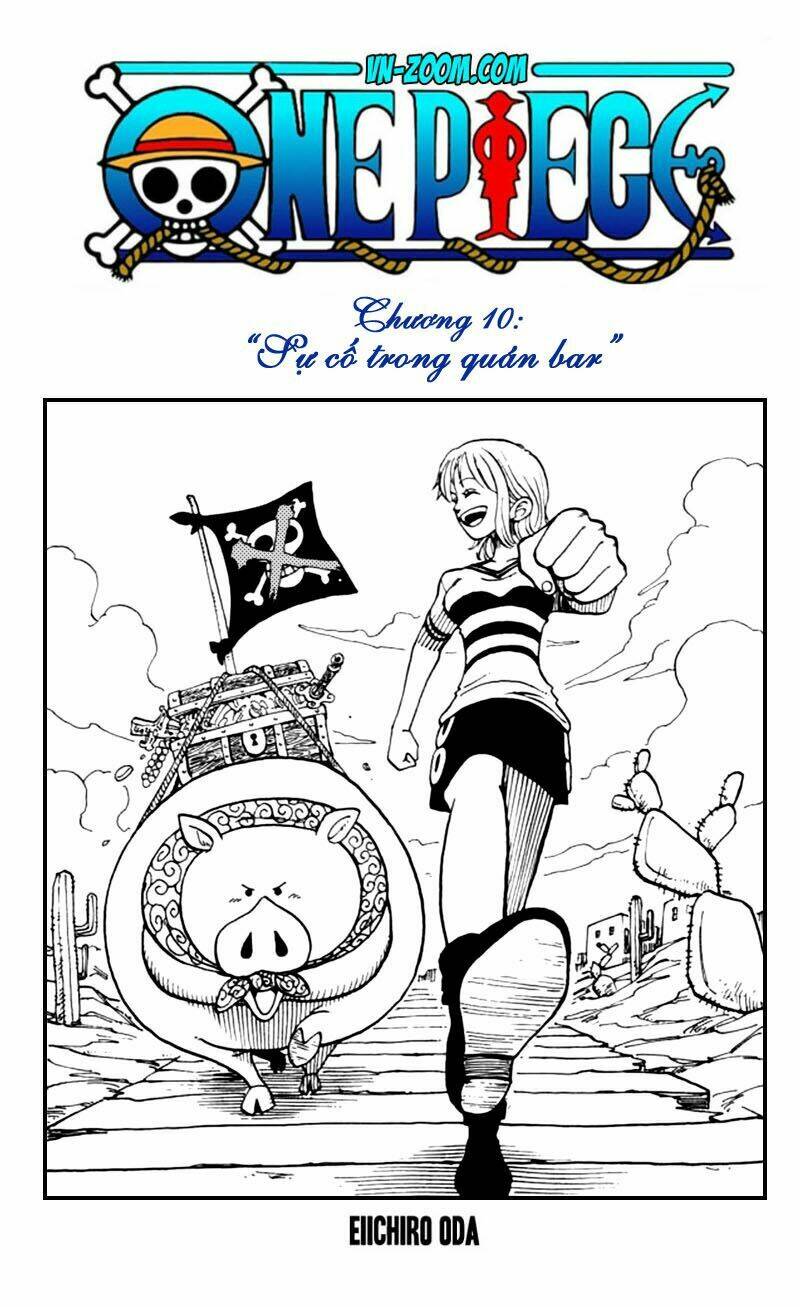 VN-ZOOM.COM
ONE PIECE
Chương 10:
“Sự cố trong quán bar”
EIICHIRO ODA